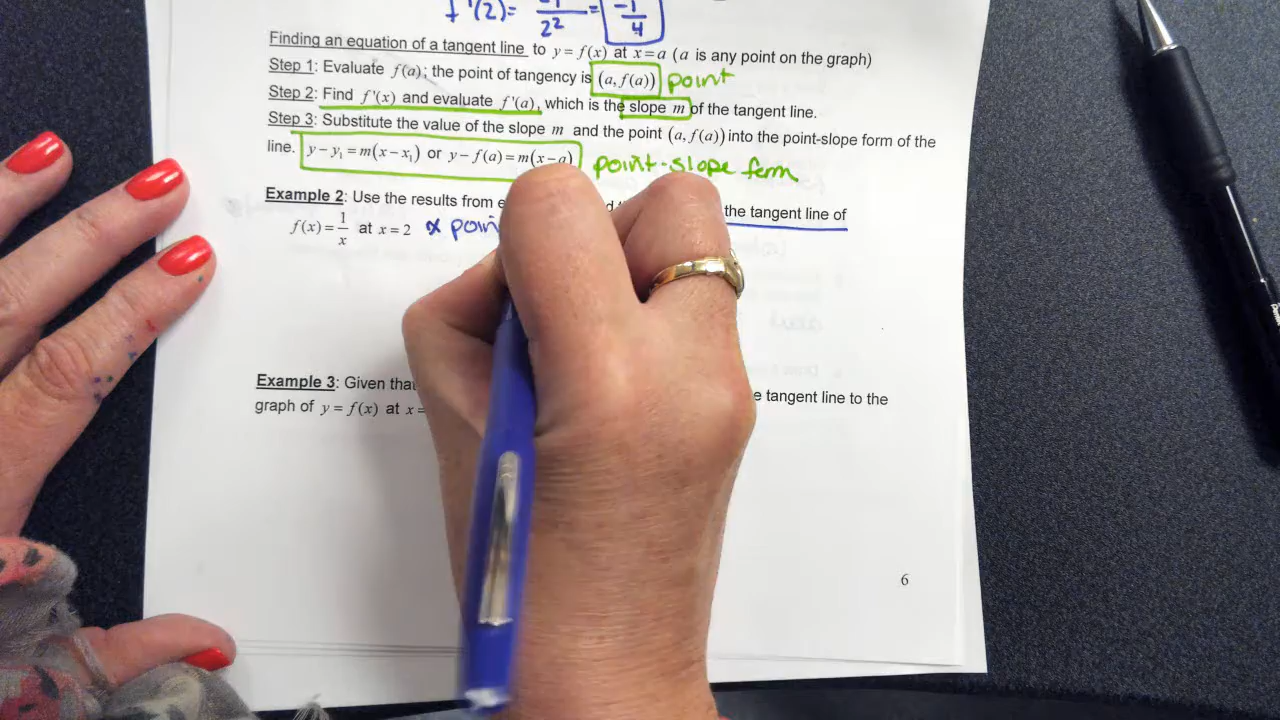 f'(2) = -1/2² = -1/4
Finding an equation of a tangent line to y = f(x) at x = a (a is any point on the graph)
Step 1: Evaluate f(a); the point of tangency is (a, f(a)) point
Step 2: Find f'(x) and evaluate f'(a), which is the slope m of the tangent line.
Step 3: Substitute the value of the slope m and the point (a, f(a)) into the point-slope form of the
line. y − y₁ = m(x − x₁) or y − f(a) = m(x − a) point-slope form
Example 2: Use the results from the tangent line of
f(x) = 1/x at x = 2
Example 3: Given tangent line to the
graph of y = f(x) at x =
6